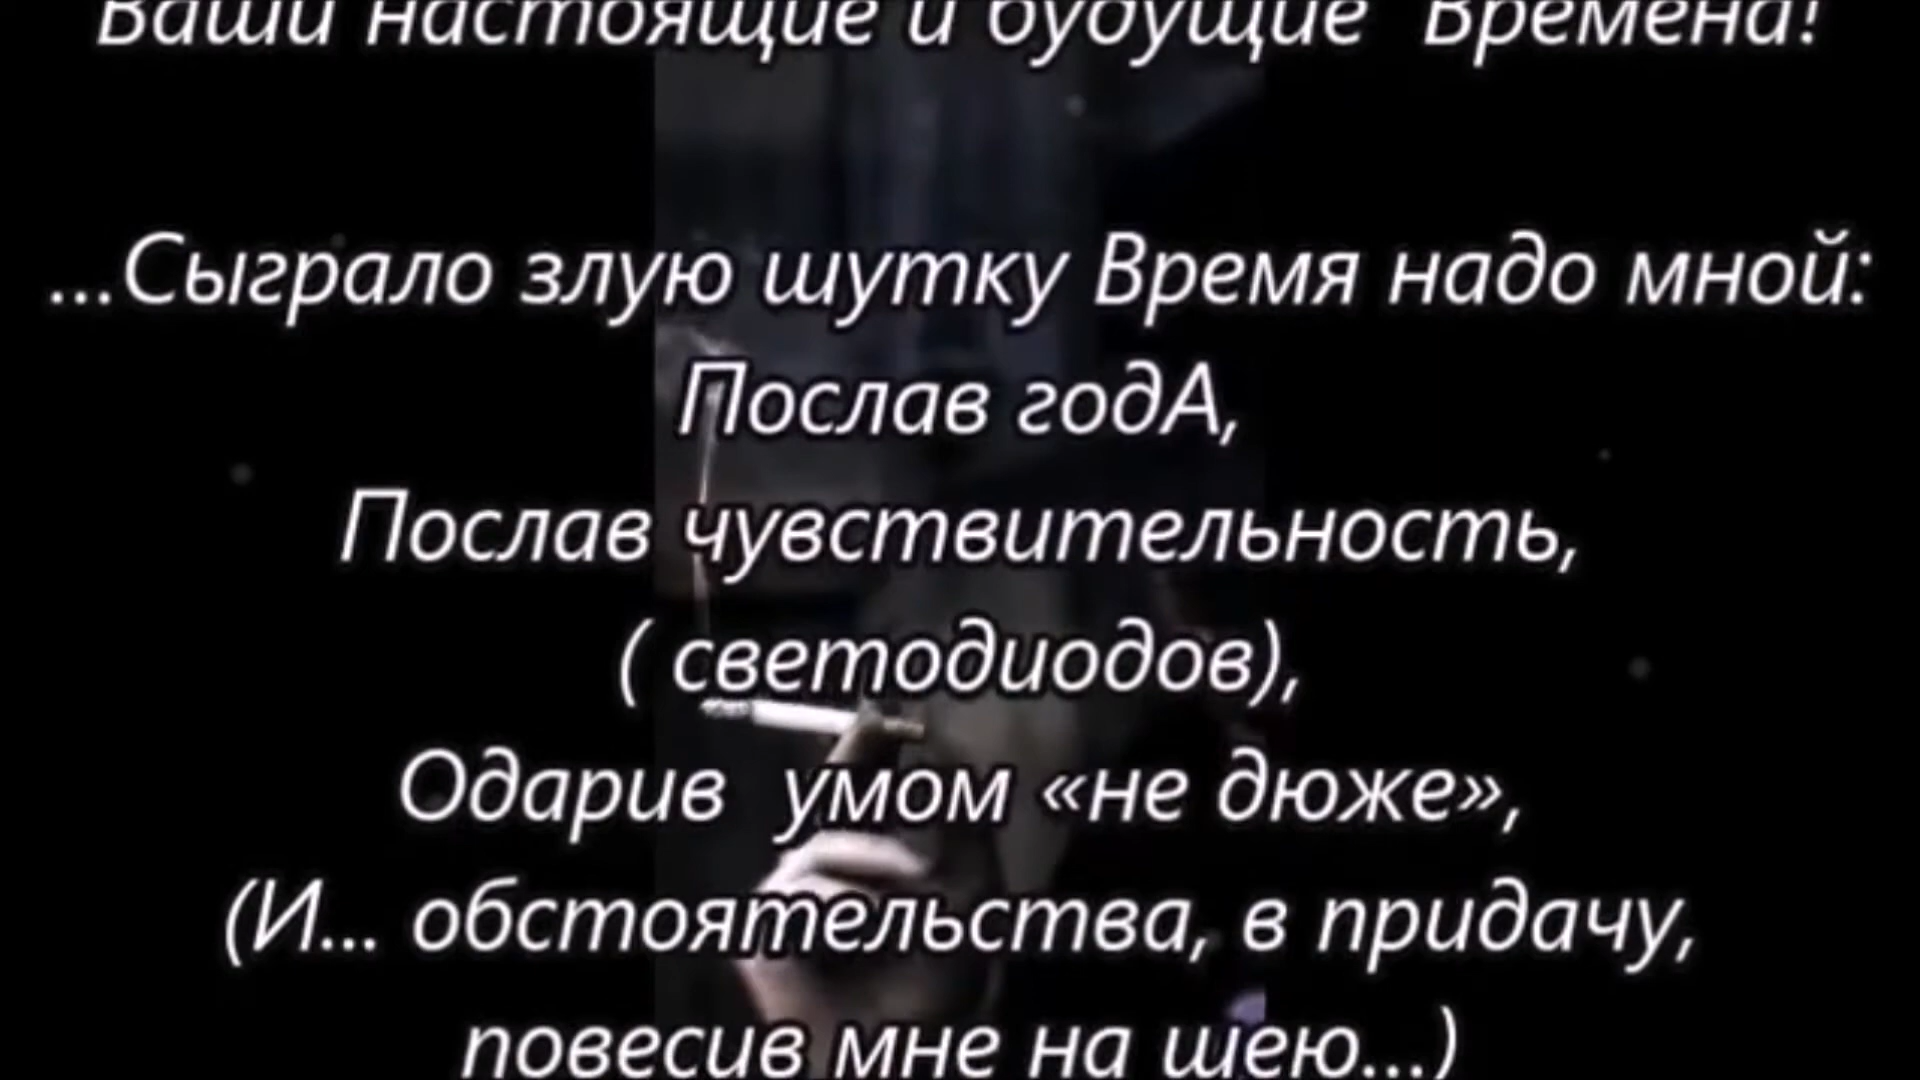 Ваши настоящие и будущие Времена!
...Сыграло злую шутку Время надо мной:
Послав годА,
Послав чувствительность,
( светодиодов),
Одарив умом «не дюже»,
(И... обстоятельства, в придачу,
повесив мне на шею...)